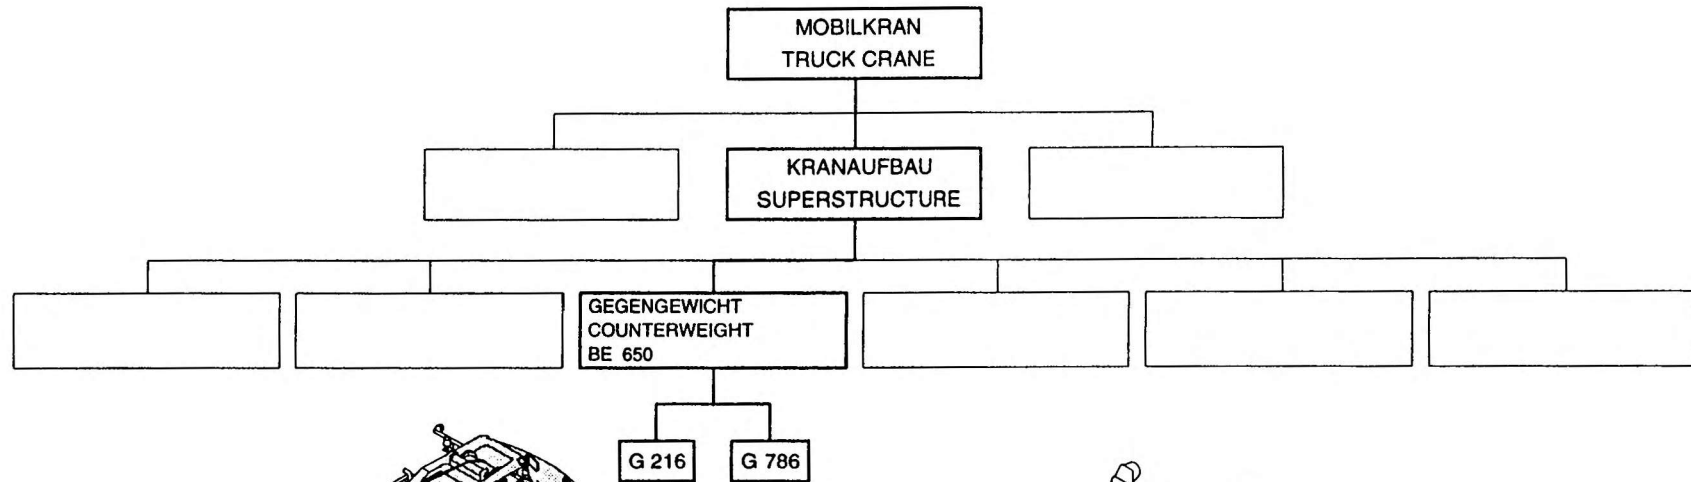 MOBILKRAN
TRUCK CRANE
KRANAUFBAU
SUPERSTRUCTURE
GEGENGEWICHT
COUNTERWEIGHT
BE 650
G 216
G 786